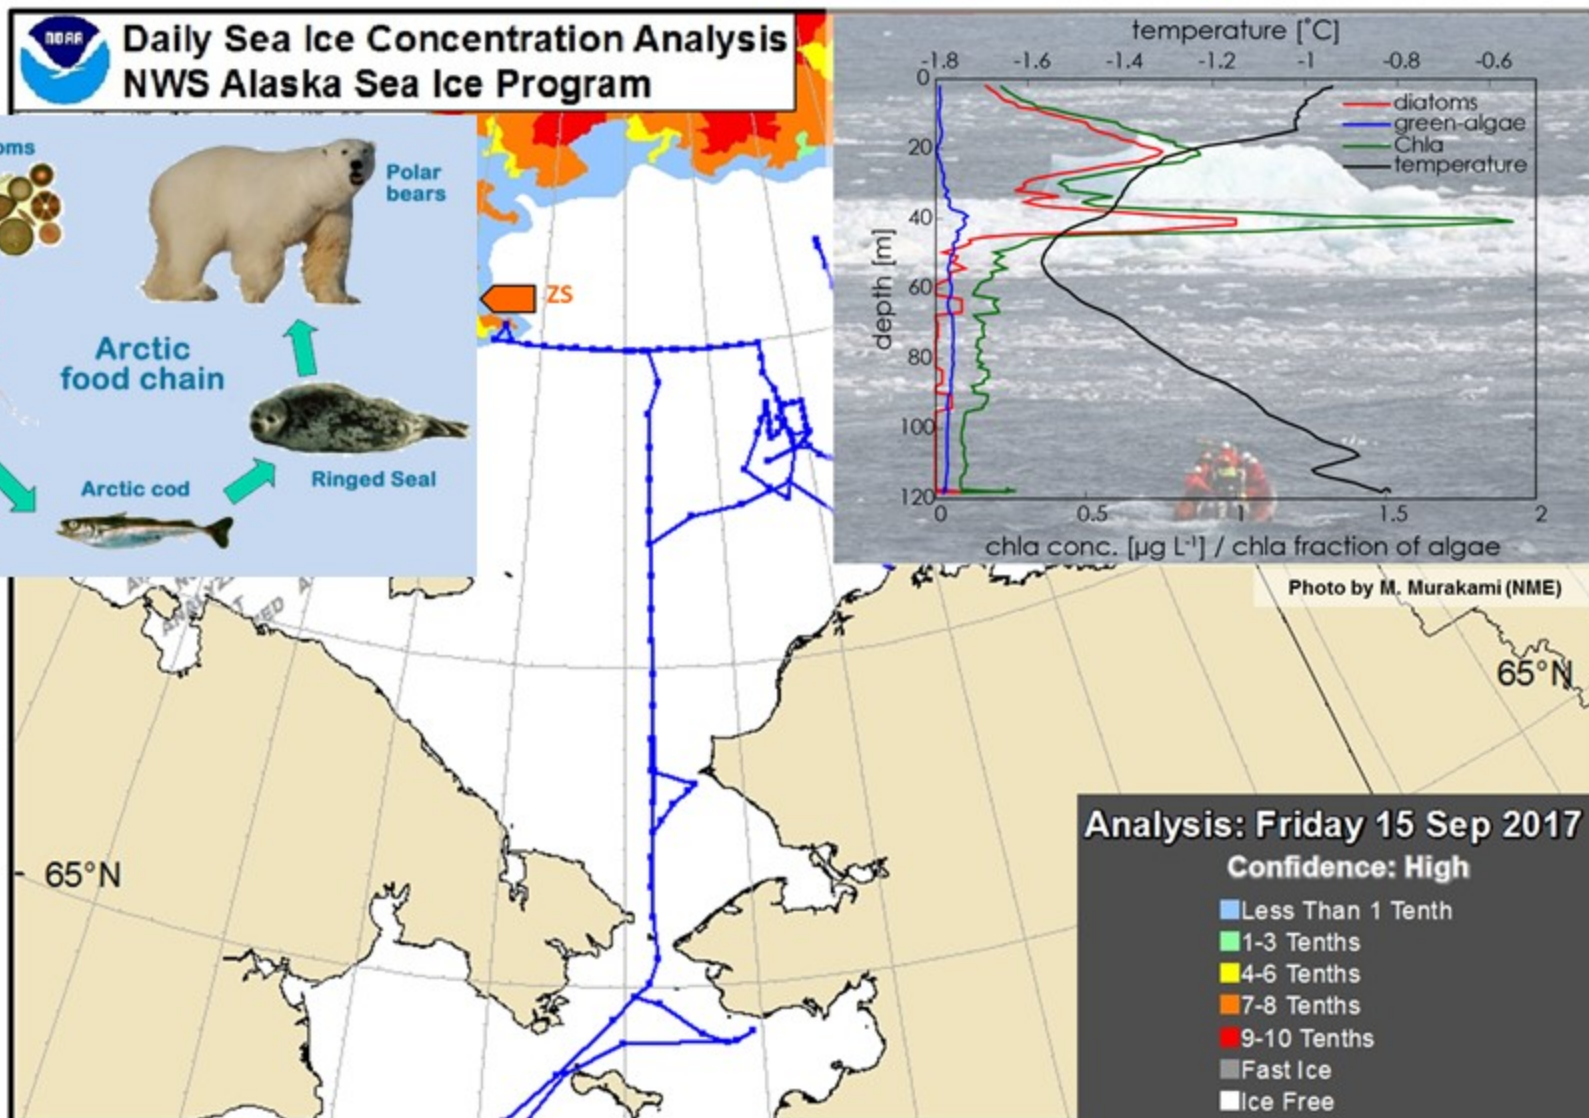 NOAA
Daily Sea Ice Concentration Analysis
NWS Alaska Sea Ice Program
oms
Polar
bears
Arctic
food chain
Ringed Seal
Arctic cod
ZS
temperature [°C]
-1.8 -1.6 -1.4 -1.2 -1 -0.8 -0.6
0
20
40
60
80
100
120
depth [m]
diatoms
green-algae
Chla
temperature
0 0.5 1 1.5 2
chla conc. [µg L-¹] / chla fraction of algae
Photo by M. Murakami (NME)
65°N
65°N
Analysis: Friday 15 Sep 2017
Confidence: High
Less Than 1 Tenth
1-3 Tenths
4-6 Tenths
7-8 Tenths
9-10 Tenths
Fast Ice
Ice Free